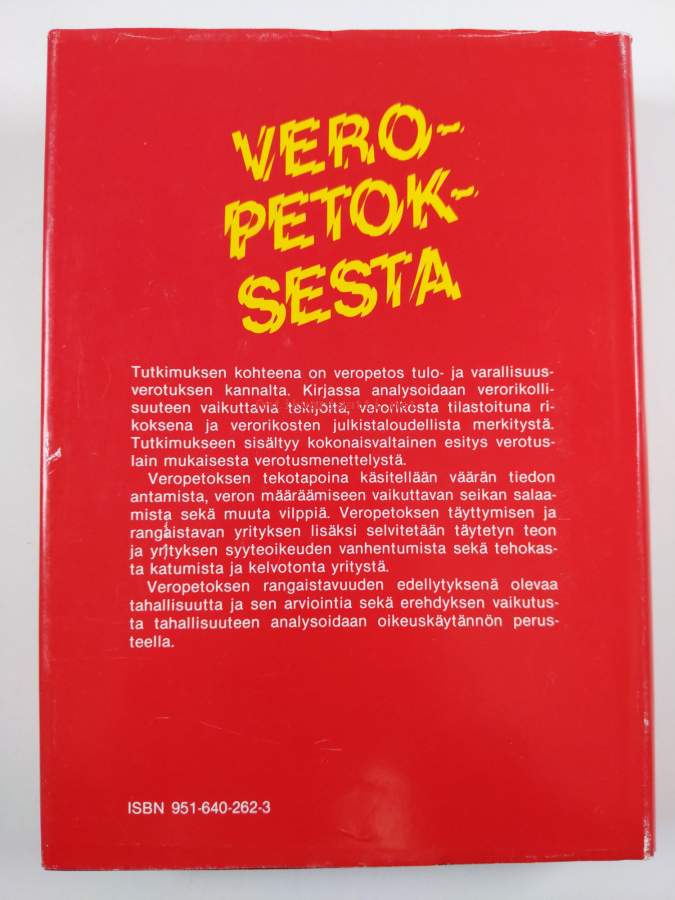 VERO-
PETOK-
SESTA
Tutkimuksen kohteena on veropetos tulo- ja varallisuus-
verotuksen kannalta. Kirjassa analysoidaan verorikolli-
suuteen vaikuttavia tekijöitä, verorikosta tilastoituna ri-
koksena ja verorikosten julkistaloudellista merkitystä.
Tutkimukseen sisältyy kokonaisvaltainen esitys verotus-
lain mukaisesta verotusmenettelystä.
Veropetoksen tekotapoina käsitellään väärän tiedon
antamista, veron määräämiseen vaikuttavan seikan salaa-
mista sekä muuta vilppiä. Veropetoksen täyttymisen ja
rangaistavan yrityksen lisäksi selvitetään täytetyn teon
ja yrityksen syyteoikeuden vanhentumista sekä tehokas-
ta katumista ja kelvotonta yritystä.
Veropetoksen rangaistavuuden edellytyksenä olevaa
tahallisuutta ja sen arviointia sekä erehdyksen vaikutus-
ta tahallisuuteen analysoidaan oikeuskäytännön perus-
teella.
ISBN 951-640-262-3